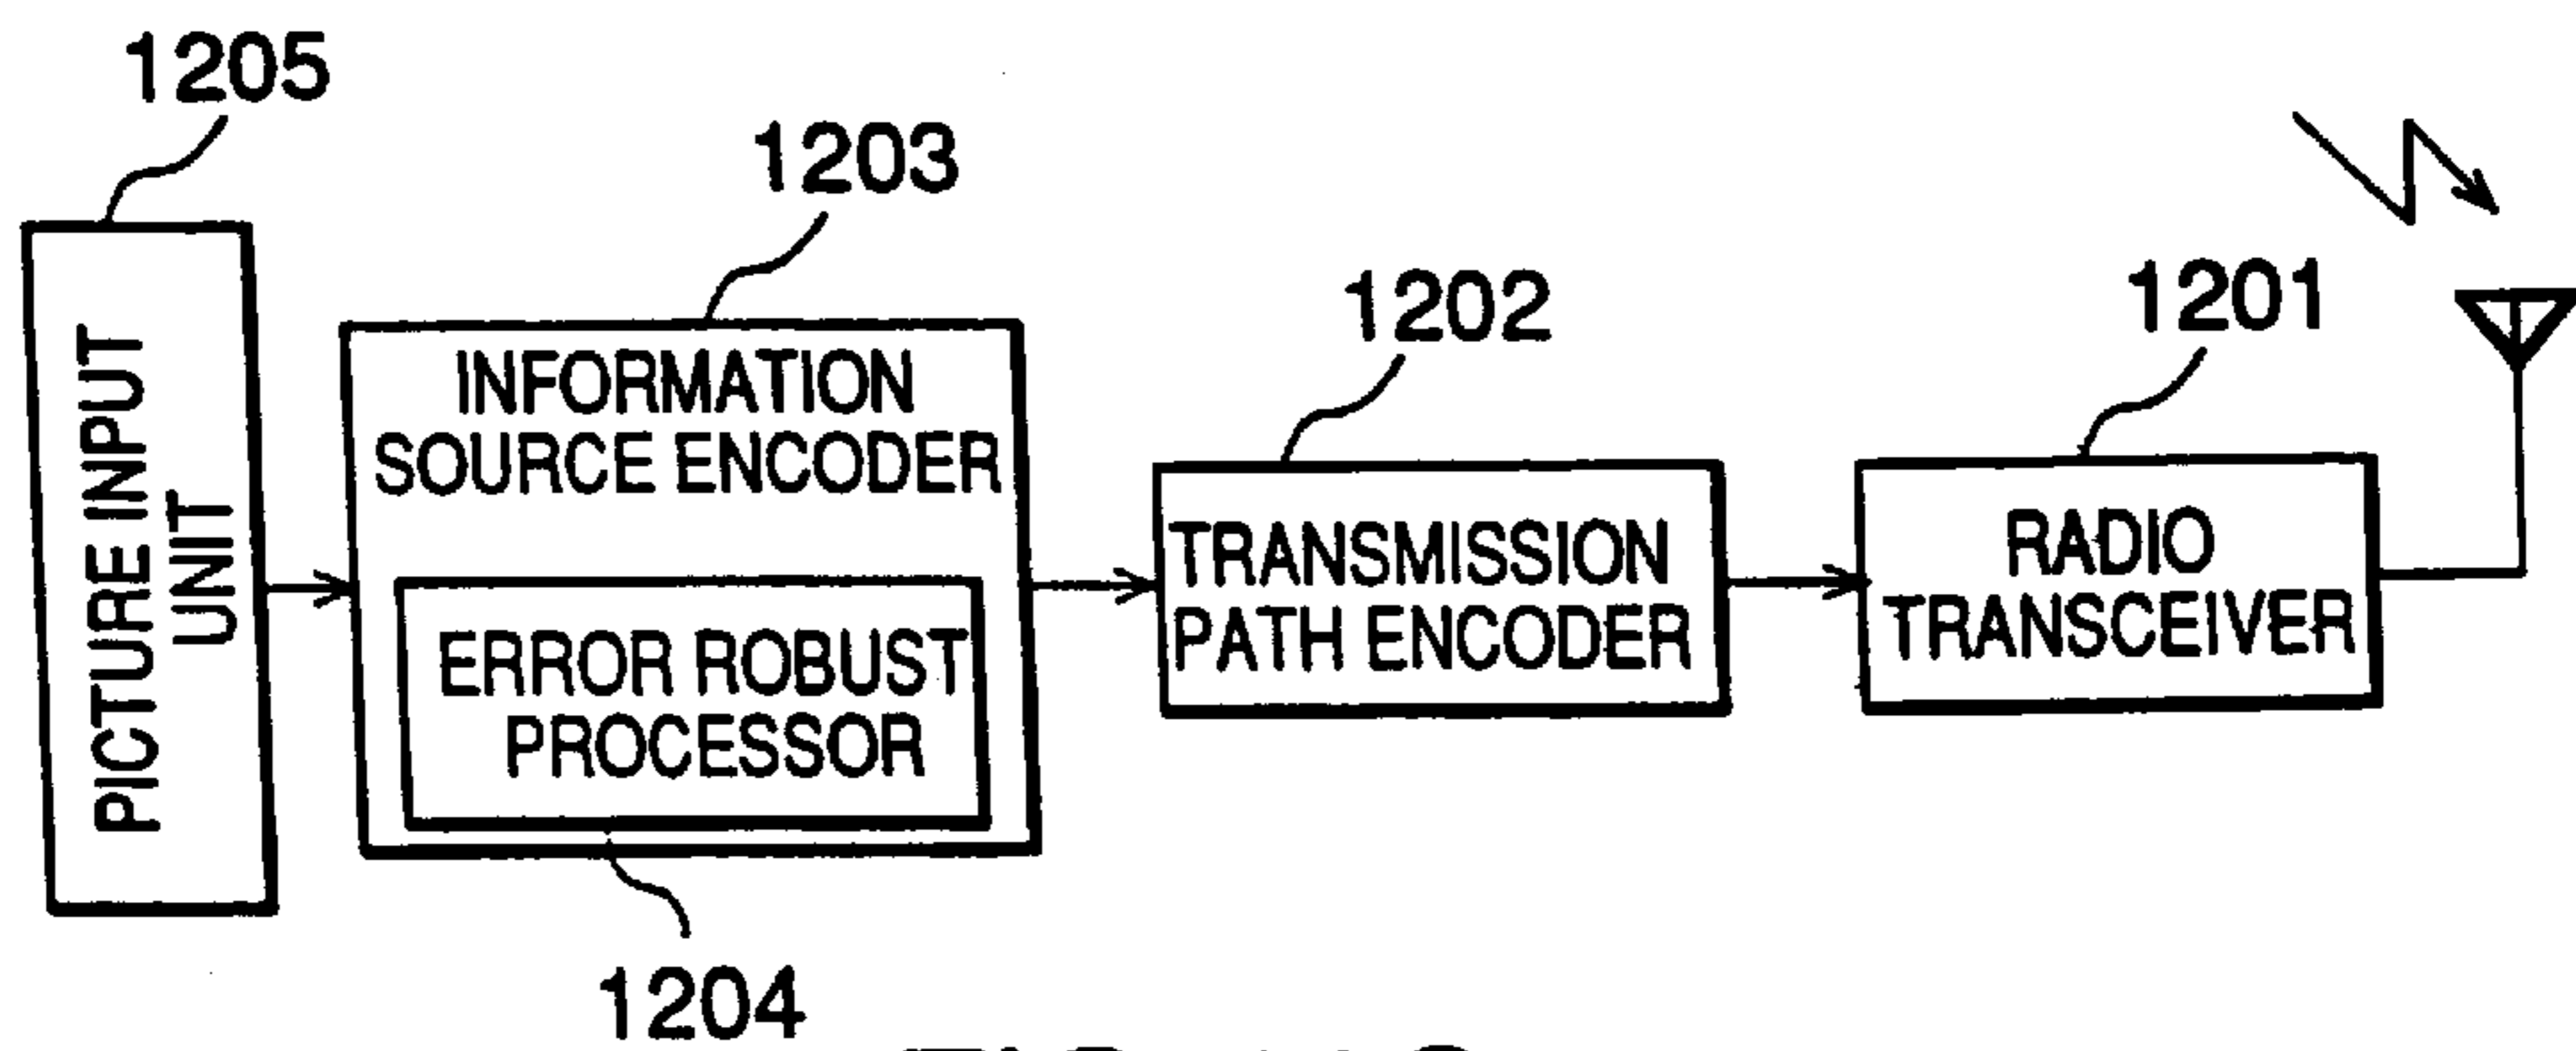 1205
1203
1202
1201
PICTURE INPUT
UNIT
INFORMATION
SOURCE ENCODER
ERROR ROBUST
PROCESSOR
TRANSMISSION
PATH ENCODER
RADIO
TRANSCEIVER
1204